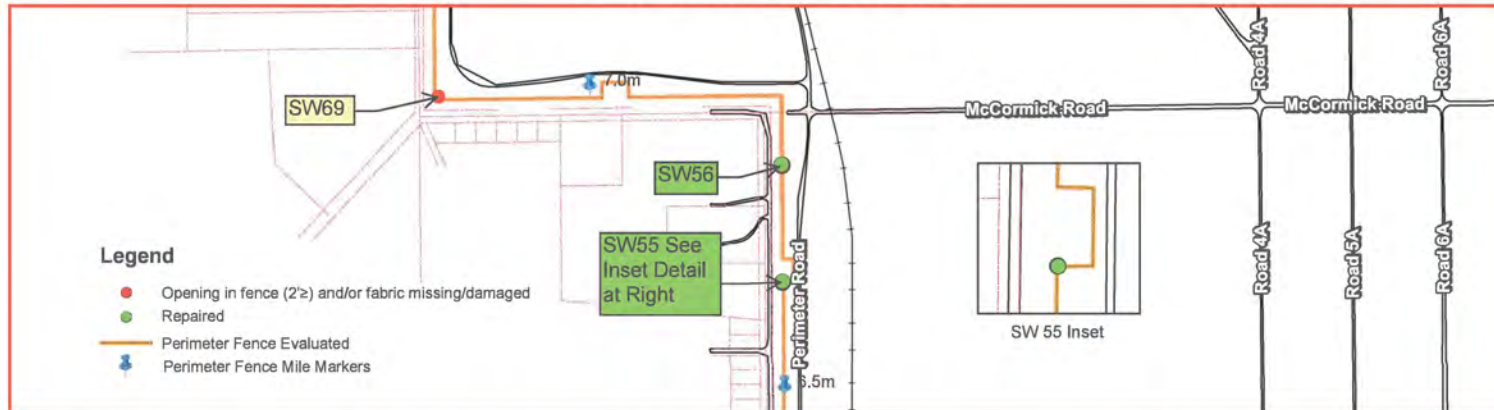 7.0m
SW69
McCormick Road
McCormick Road
Road 4A
Road 6A
SW56
SW55 See
Inset Detail
at Right
Perimeter Road
Road 4A
Road 5A
Road 6A
SW 55 Inset
6.5m
Legend
Opening in fence (2'≥) and/or fabric missing/damaged
Repaired
Perimeter Fence Evaluated
Perimeter Fence Mile Markers